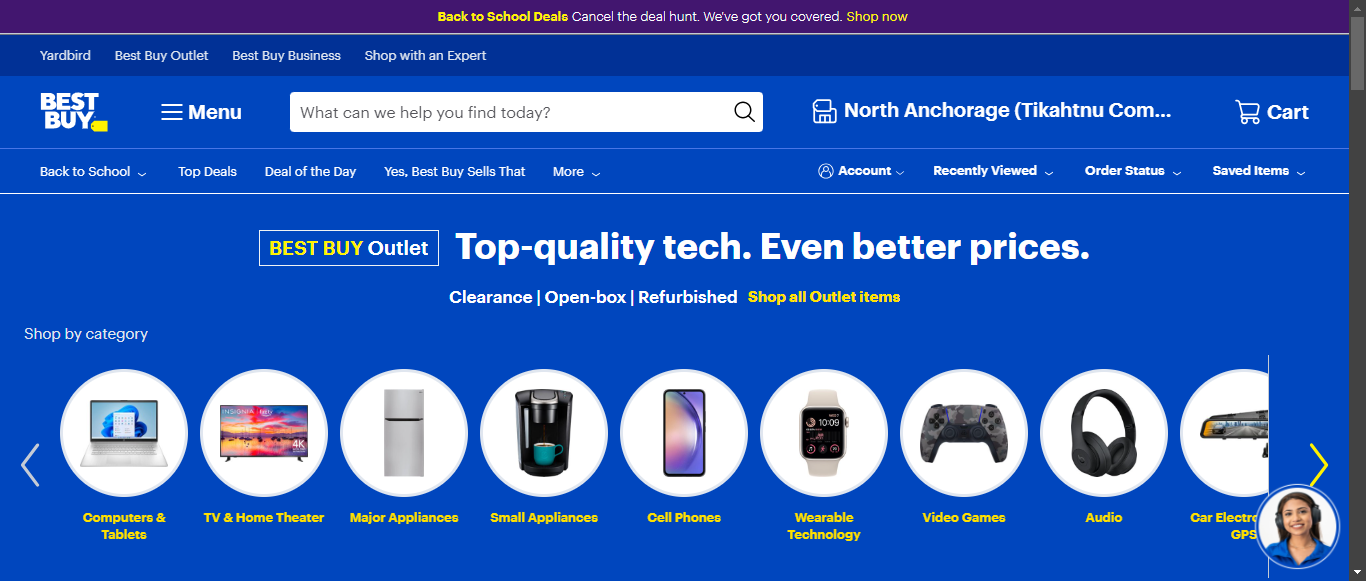 Back to School Deals Cancel the deal hunt. We've got you covered. Shop now
Yardbird Best Buy Outlet Best Buy Business Shop with an Expert
BEST
BUY
Menu
What can we help you find today?
North Anchorage (Tikahtnu Com...
Cart
Back to School Top Deals Deal of the Day Yes, Best Buy Sells That More
Account Recently Viewed Order Status Saved Items
BEST BUY Outlet
Top-quality tech. Even better prices.
Clearance | Open-box | Refurbished Shop all Outlet items
Shop by category
INSIGNIA fire tv
4K
10:09
Computers &
Tablets
TV & Home Theater
Major Appliances
Small Appliances
Cell Phones
Wearable
Technology
Video Games
Audio
Car Electro
GPS